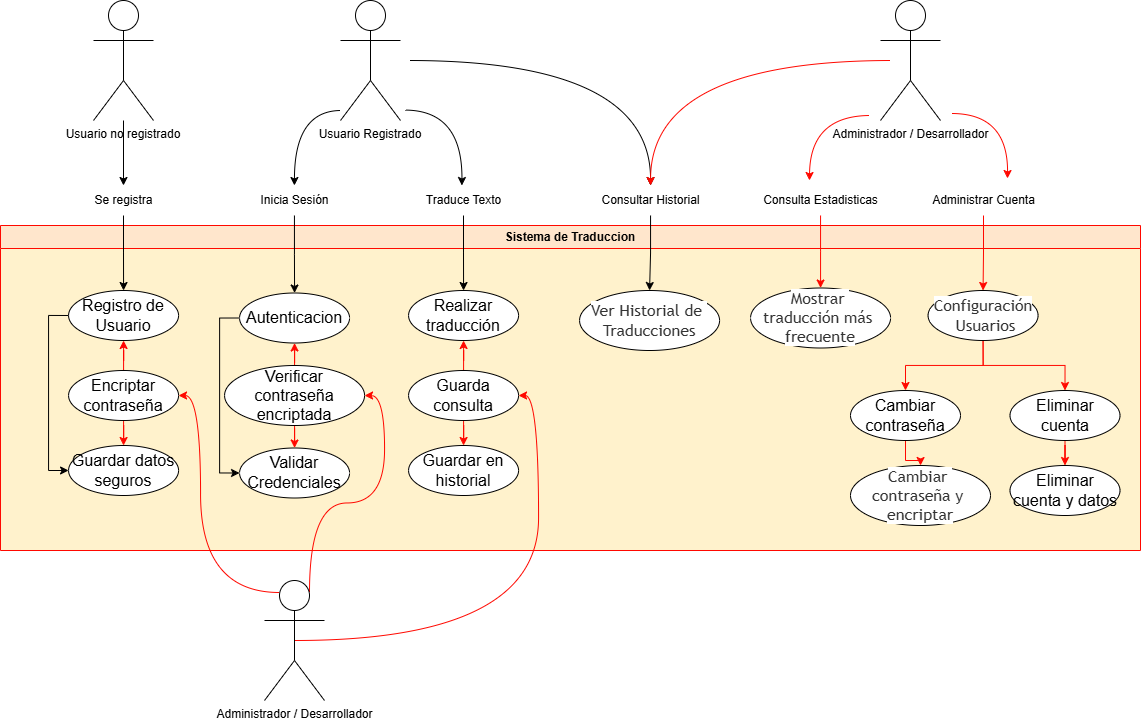 Usuario no registrado
Usuario Registrado
Administrador / Desarrollador
Se registra
Inicia Sesión
Traduce Texto
Consultar Historial
Consulta Estadisticas
Administrar Cuenta
Sistema de Traduccion
Registro de
Usuario
Autenticacion
Realizar
traducción
Ver Historial de
Traducciones
Mostrar
traducción más
frecuente
Configuración
Usuarios
Encriptar
contraseña
Verificar
contraseña
encriptada
Guarda
consulta
Cambiar
contraseña
Eliminar
cuenta
Guardar datos
seguros
Validar
Credenciales
Guardar en
historial
Cambiar
contraseña y
encriptar
Eliminar
cuenta y datos
Administrador / Desarrollador